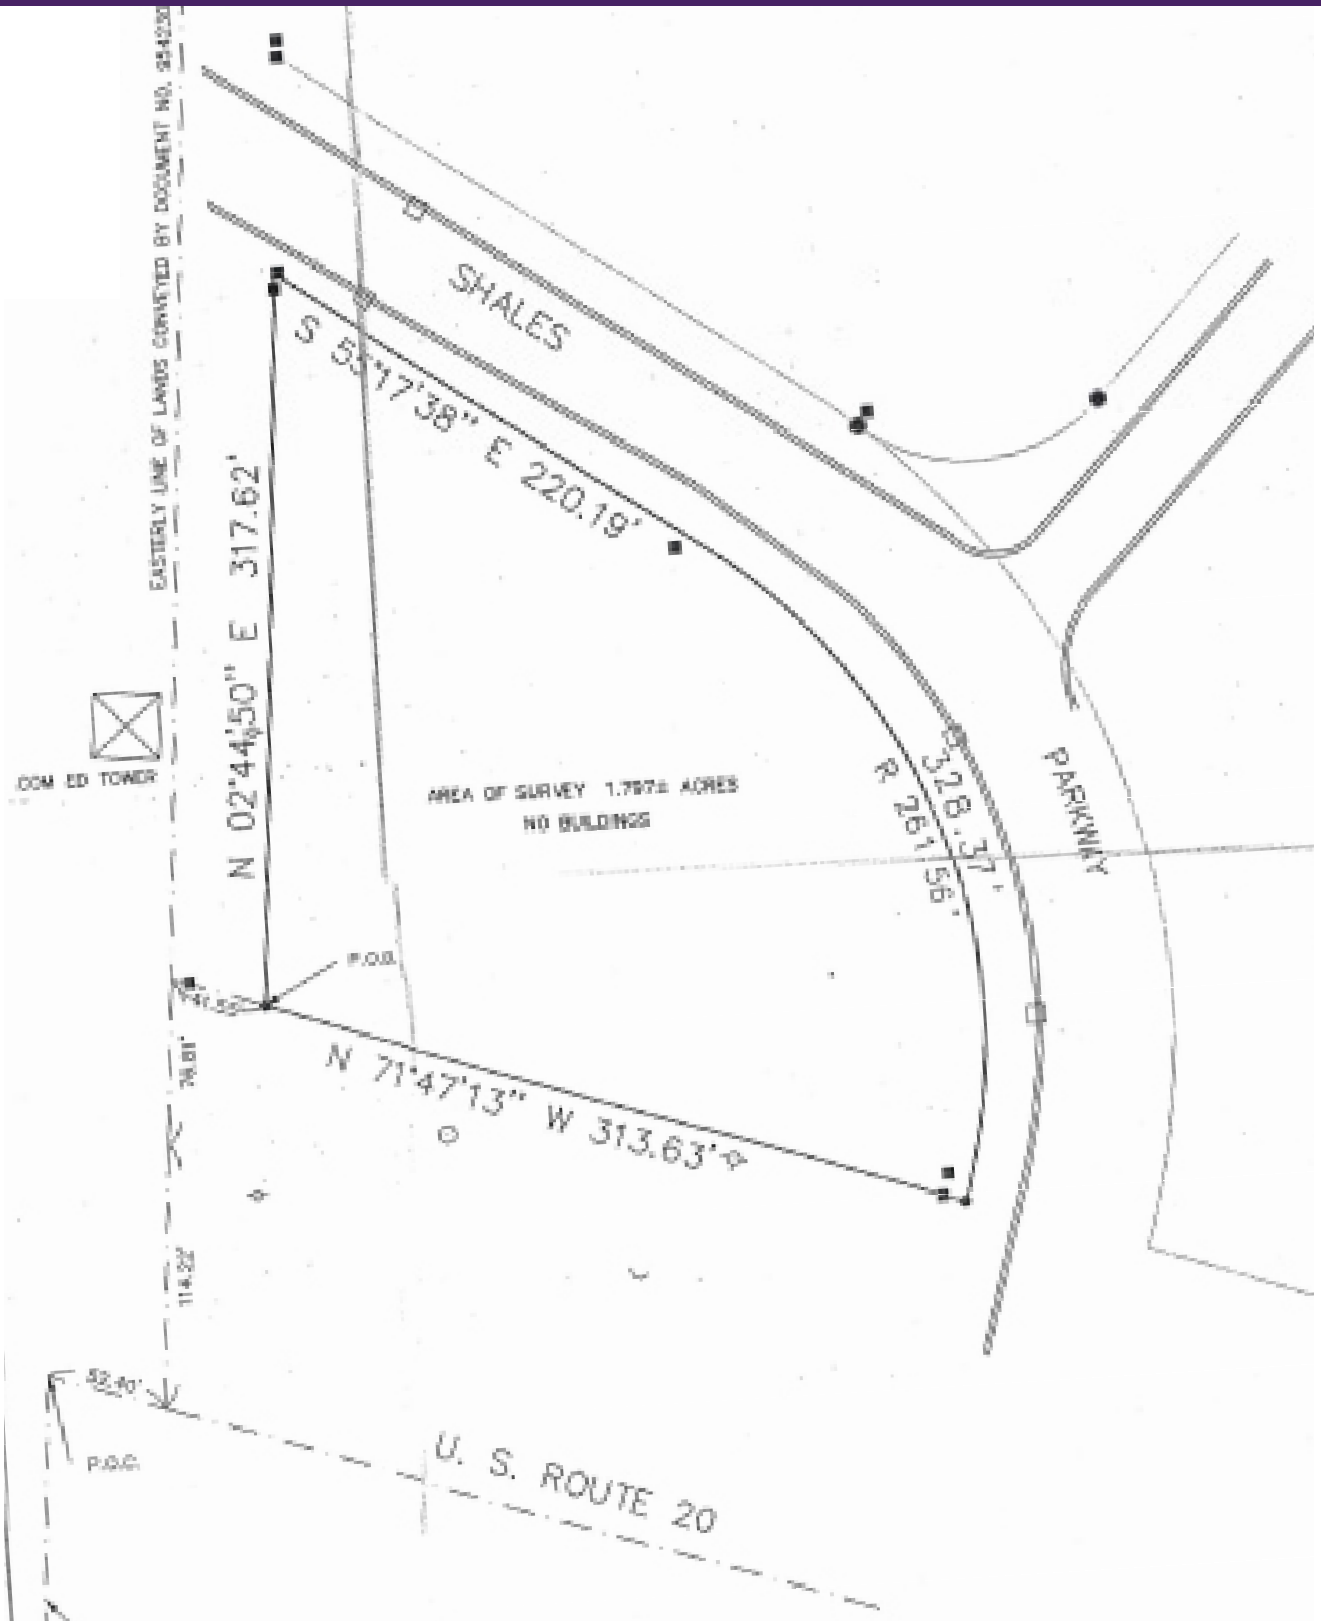 EASTERLY LINE OF LANDS CONVEYED BY DOCUMENT NO.
SHALES
S 55°17'38" E 220.19'
N 02°44'50" E 317.62'
COM ED TOWER
AREA OF SURVEY 1.797± ACRES
NO BUILDINGS
328.37'
R 261.56'
PARKWAY
P.O.B.
N 71°47'13" W 313.63'
114.22'
52.40'
P.O.C.
U. S. ROUTE 20